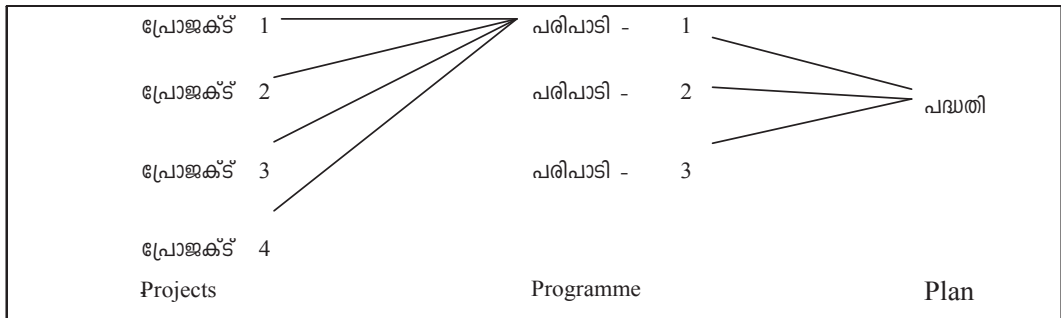 പ്രോജക്ട് 1 പരിപാടി - 1
പ്രോജക്ട് 2 പരിപാടി - 2 പദ്ധതി
പ്രോജക്ട് 3 പരിപാടി - 3
പ്രോജക്ട് 4
Projects Programme Plan